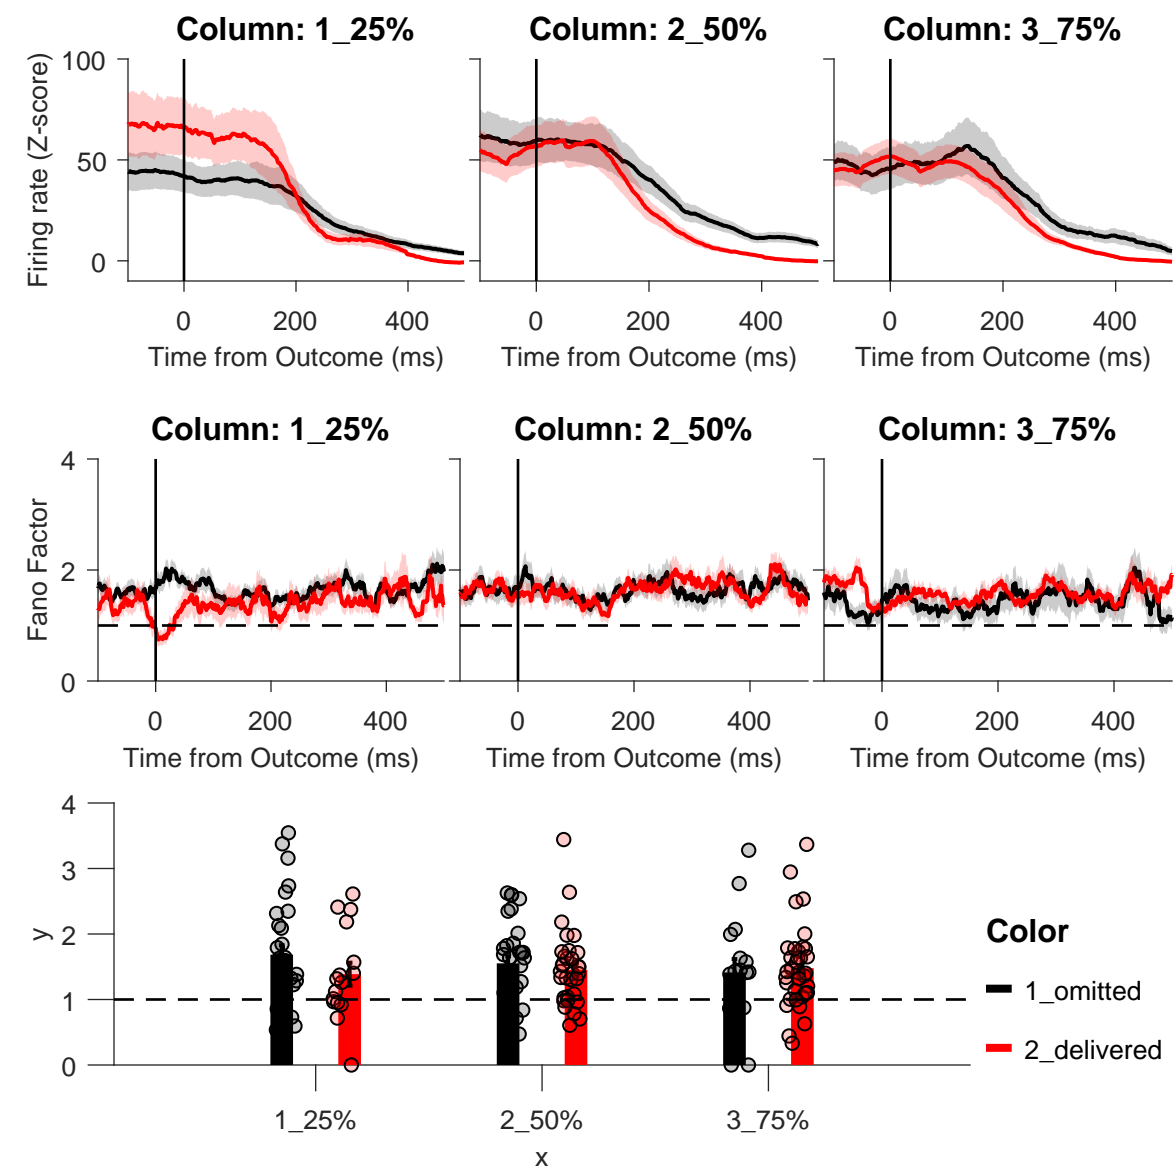 Column: 1_25% Column: 2_50% Column: 3_75%
Firing rate (Z-score)
100
50
0
0 200 400 0 200 400 0 200 400
Time from Outcome (ms) Time from Outcome (ms) Time from Outcome (ms)
Column: 1_25% Column: 2_50% Column: 3_75%
Fano Factor
4
2
0
0 200 400 0 200 400 0 200 400
Time from Outcome (ms) Time from Outcome (ms) Time from Outcome (ms)
y
4
3
2
1
0
1_25% 2_50% 3_75%
x
Color
1_omitted
2_delivered